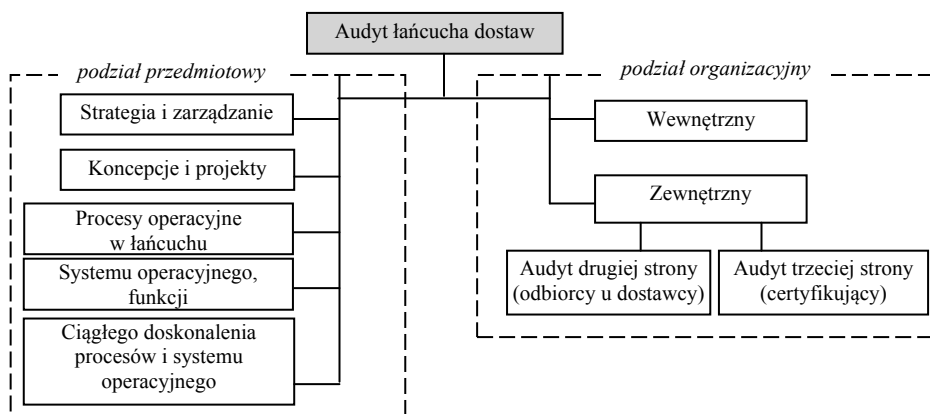 Audyt łańcucha dostaw
podział przedmiotowy
Strategia i zarządzanie
Koncepcje i projekty
Procesy operacyjne
w łańcuchu
Systemu operacyjnego,
funkcji
Ciągłego doskonalenia
procesów i systemu
operacyjnego
podział organizacyjny
Wewnętrzny
Zewnętrzny
Audyt drugiej strony
(odbiorcy u dostawcy)
Audyt trzeciej strony
(certyfikujący)